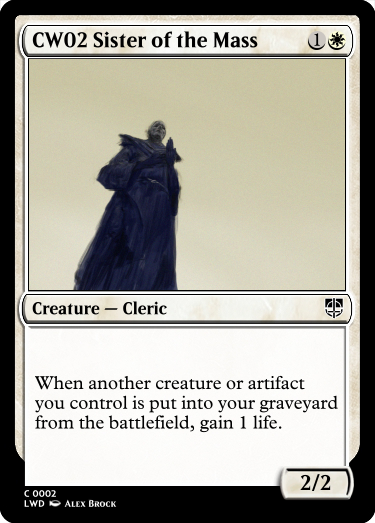 CW02 Sister of the Mass 1
Creature — Cleric
When another creature or artifact
you control is put into your graveyard
from the battlefield, gain 1 life.
2/2
C 0002
LWD Alex Brock